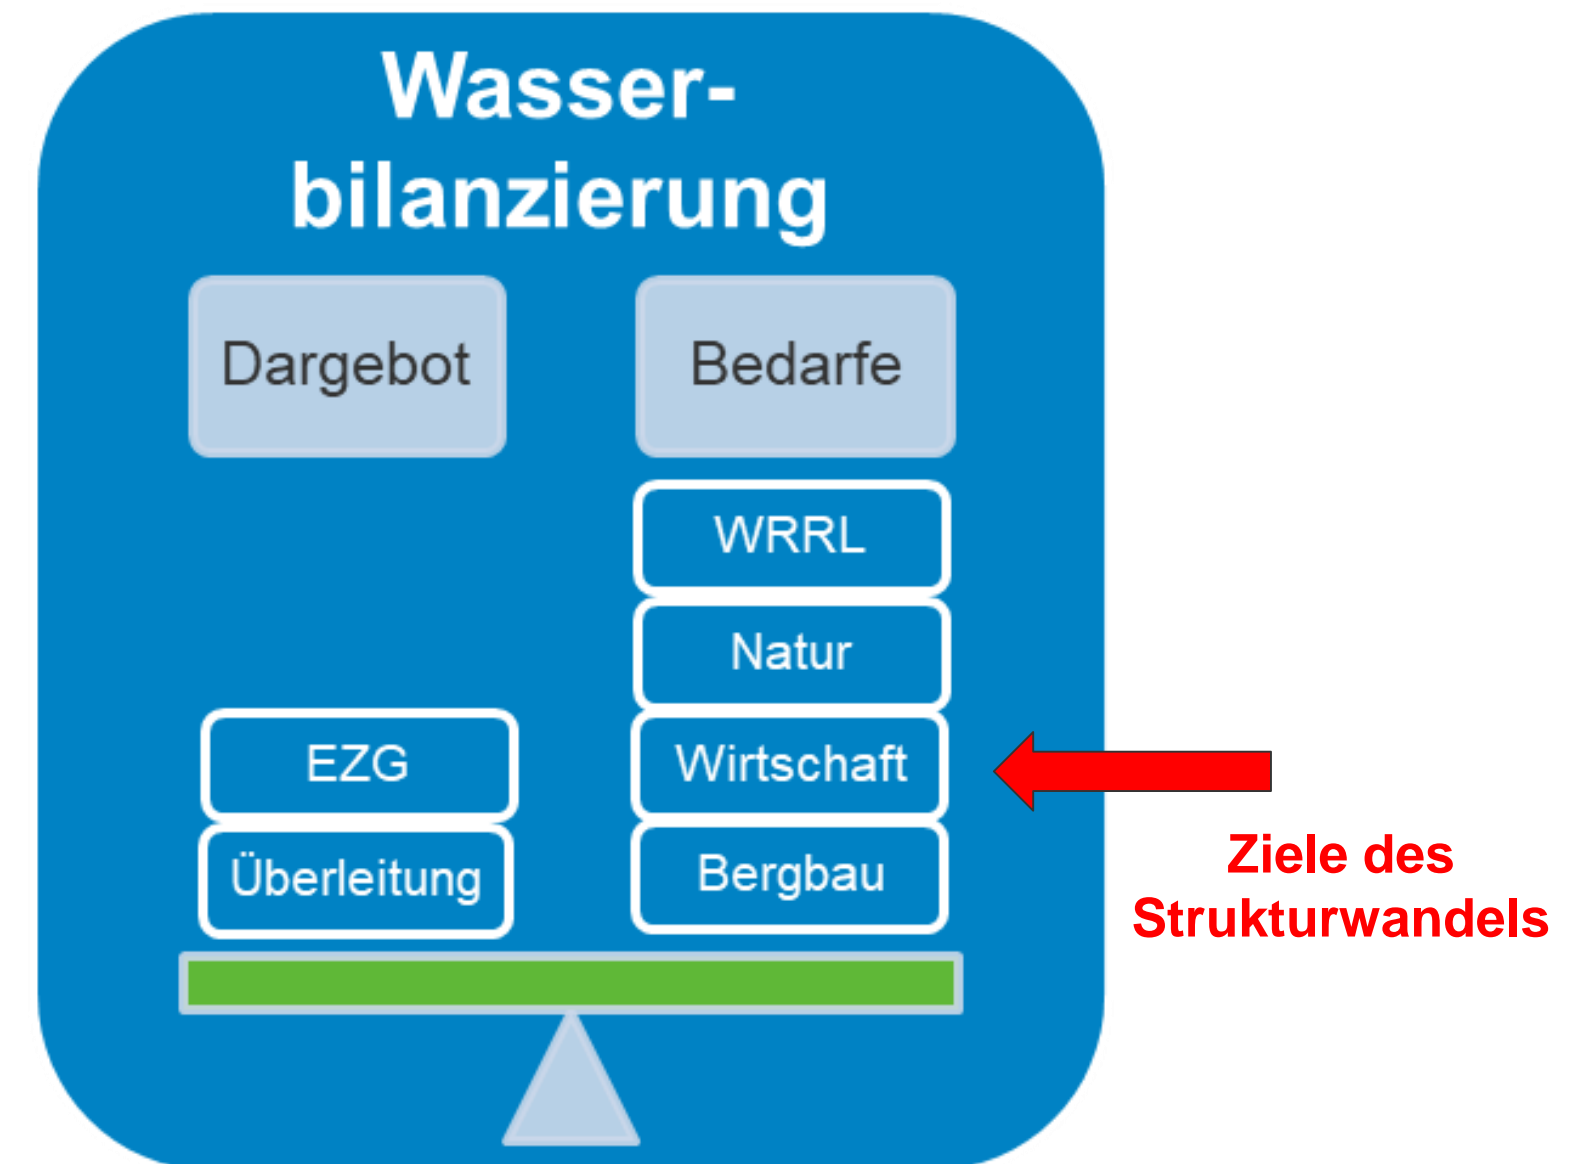 Wasser-
bilanzierung
Dargebot
Bedarfe
WRRL
Natur
EZG
Wirtschaft
Überleitung
Bergbau
Ziele des
Strukturwandels